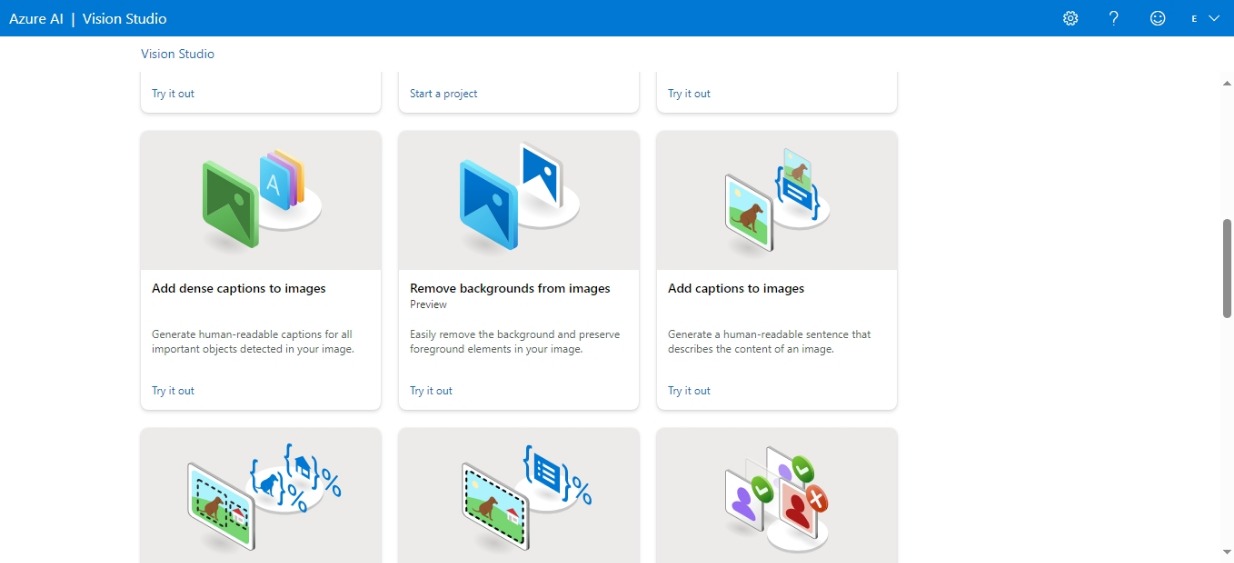 Azure AI | Vision Studio
E
Vision Studio
Try it out
Start a project
Try it out
A
Add dense captions to images
Generate human-readable captions for all
important objects detected in your image.
Try it out
Remove backgrounds from images
Preview
Easily remove the background and preserve
foreground elements in your image.
Try it out
Add captions to images
Generate a human-readable sentence that
describes the content of an image.
Try it out
{ } { } %
%
{ } %